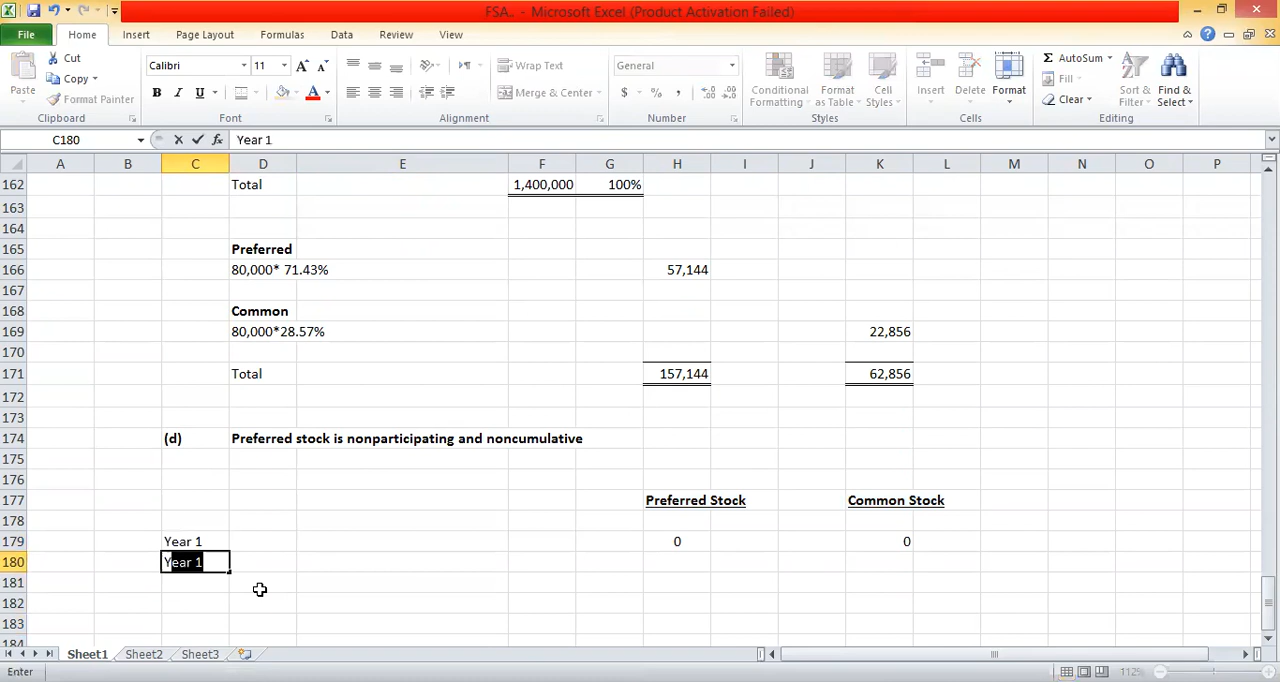 FSA.. - Microsoft Excel (Product Activation Failed)
File Home Insert Page Layout Formulas Data Review View
Paste
Cut
Copy
Format Painter
Clipboard
Calibri 11
B I U
Font
Wrap Text
Merge & Center
Alignment
General
$ % ,
Number
Conditional Formatting
Format as Table
Cell Styles
Styles
Insert
Delete
Format
Cells
AutoSum
Fill
Clear
Sort & Filter
Find & Select
Editing
C180 fx Year 1
A B C D E F G H I J K L M N O P
162 Total 1,400,000 100%
163
164
165 Preferred
166 80,000* 71.43% 57,144
167
168 Common
169 80,000*28.57% 22,856
170
171 Total 157,144 62,856
172
173
174 (d) Preferred stock is nonparticipating and noncumulative
175
176
177 Preferred Stock Common Stock
178
179 Year 1 0 0
180 Year 1
181
182
183
184
Sheet1 Sheet2 Sheet3
Enter 112%